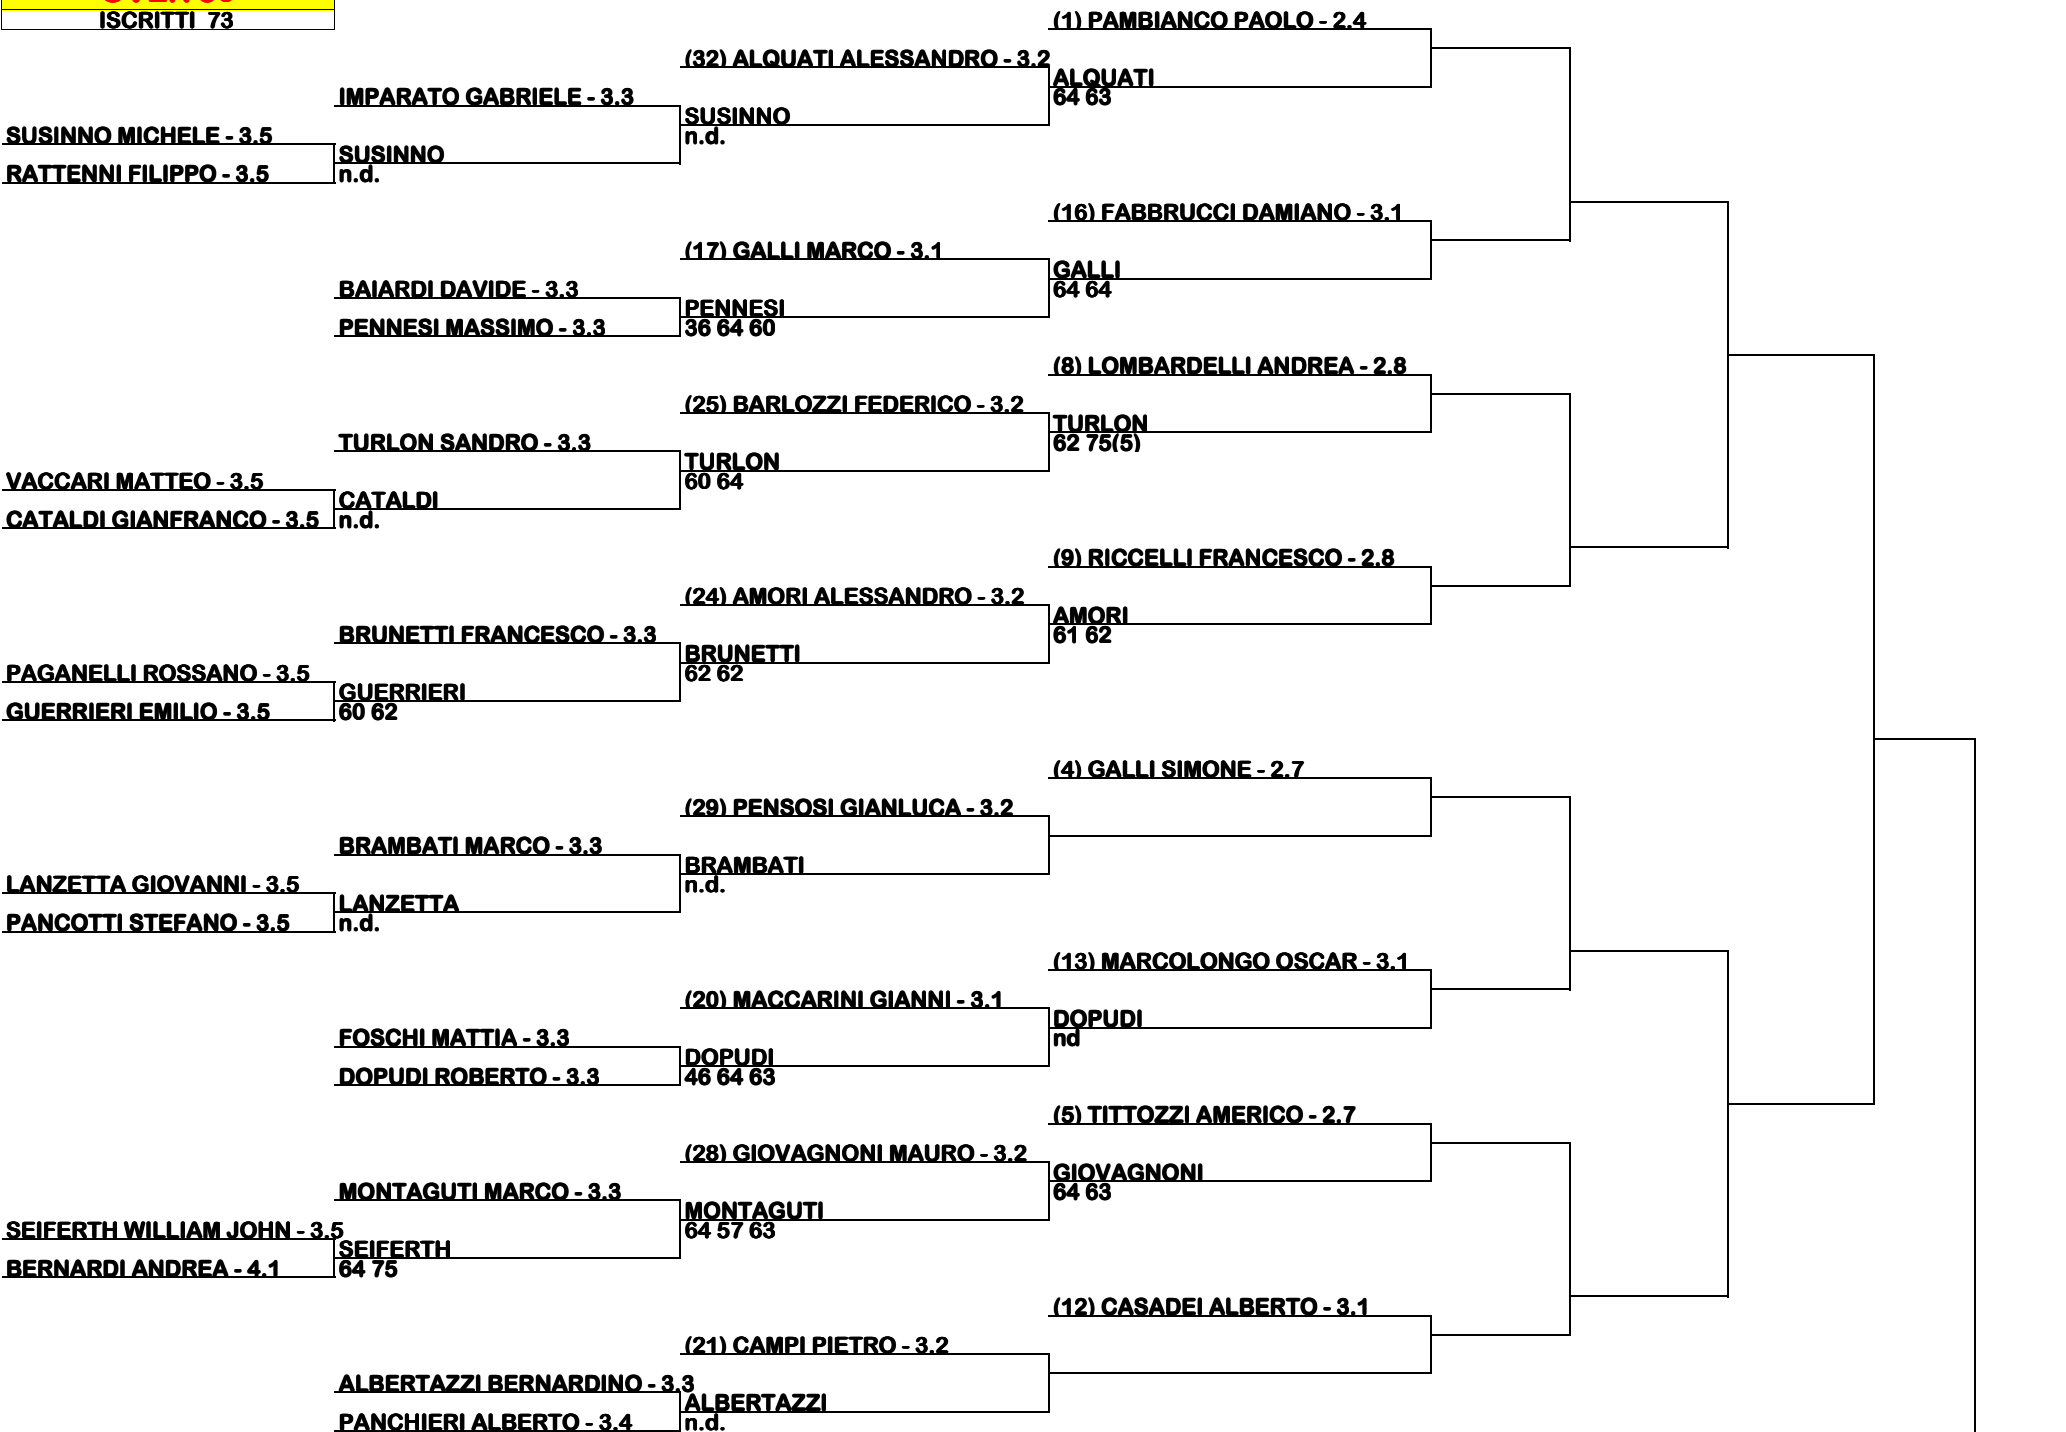 ISCRITTI 73
(1) PAMBIANCO PAOLO - 2.4
(32) ALQUATI ALESSANDRO - 3.2
ALQUATI
64 63
IMPARATO GABRIELE - 3.3
SUSINNO
n.d.
SUSINNO MICHELE - 3.5
SUSINNO
n.d.
RATTENNI FILIPPO - 3.5
(16) FABBRUCCI DAMIANO - 3.1
(17) GALLI MARCO - 3.1
GALLI
64 64
BAIARDI DAVIDE - 3.3
PENNESI
36 64 60
PENNESI MASSIMO - 3.3
(8) LOMBARDELLI ANDREA - 2.8
(25) BARLOZZI FEDERICO - 3.2
TURLON
62 75(5)
TURLON SANDRO - 3.3
TURLON
60 64
VACCARI MATTEO - 3.5
CATALDI
n.d.
CATALDI GIANFRANCO - 3.5
(9) RICCELLI FRANCESCO - 2.8
(24) AMORI ALESSANDRO - 3.2
AMORI
61 62
BRUNETTI FRANCESCO - 3.3
BRUNETTI
62 62
PAGANELLI ROSSANO - 3.5
GUERRIERI
60 62
GUERRIERI EMILIO - 3.5
(4) GALLI SIMONE - 2.7
(29) PENSOSI GIANLUCA - 3.2
BRAMBATI MARCO - 3.3
BRAMBATI
n.d.
LANZETTA GIOVANNI - 3.5
LANZETTA
n.d.
PANCOTTI STEFANO - 3.5
(13) MARCOLONGO OSCAR - 3.1
(20) MACCARINI GIANNI - 3.1
DOPUDI
nd
FOSCHI MATTIA - 3.3
DOPUDI
46 64 63
DOPUDI ROBERTO - 3.3
(5) TITTOZZI AMERICO - 2.7
(28) GIOVAGNONI MAURO - 3.2
GIOVAGNONI
64 63
MONTAGUTI MARCO - 3.3
MONTAGUTI
64 57 63
SEIFERTH WILLIAM JOHN - 3.5
SEIFERTH
64 75
BERNARDI ANDREA - 4.1
(12) CASADEI ALBERTO - 3.1
(21) CAMPI PIETRO - 3.2
ALBERTAZZI BERNARDINO - 3.3
ALBERTAZZI
n.d.
PANCHIERI ALBERTO - 3.4